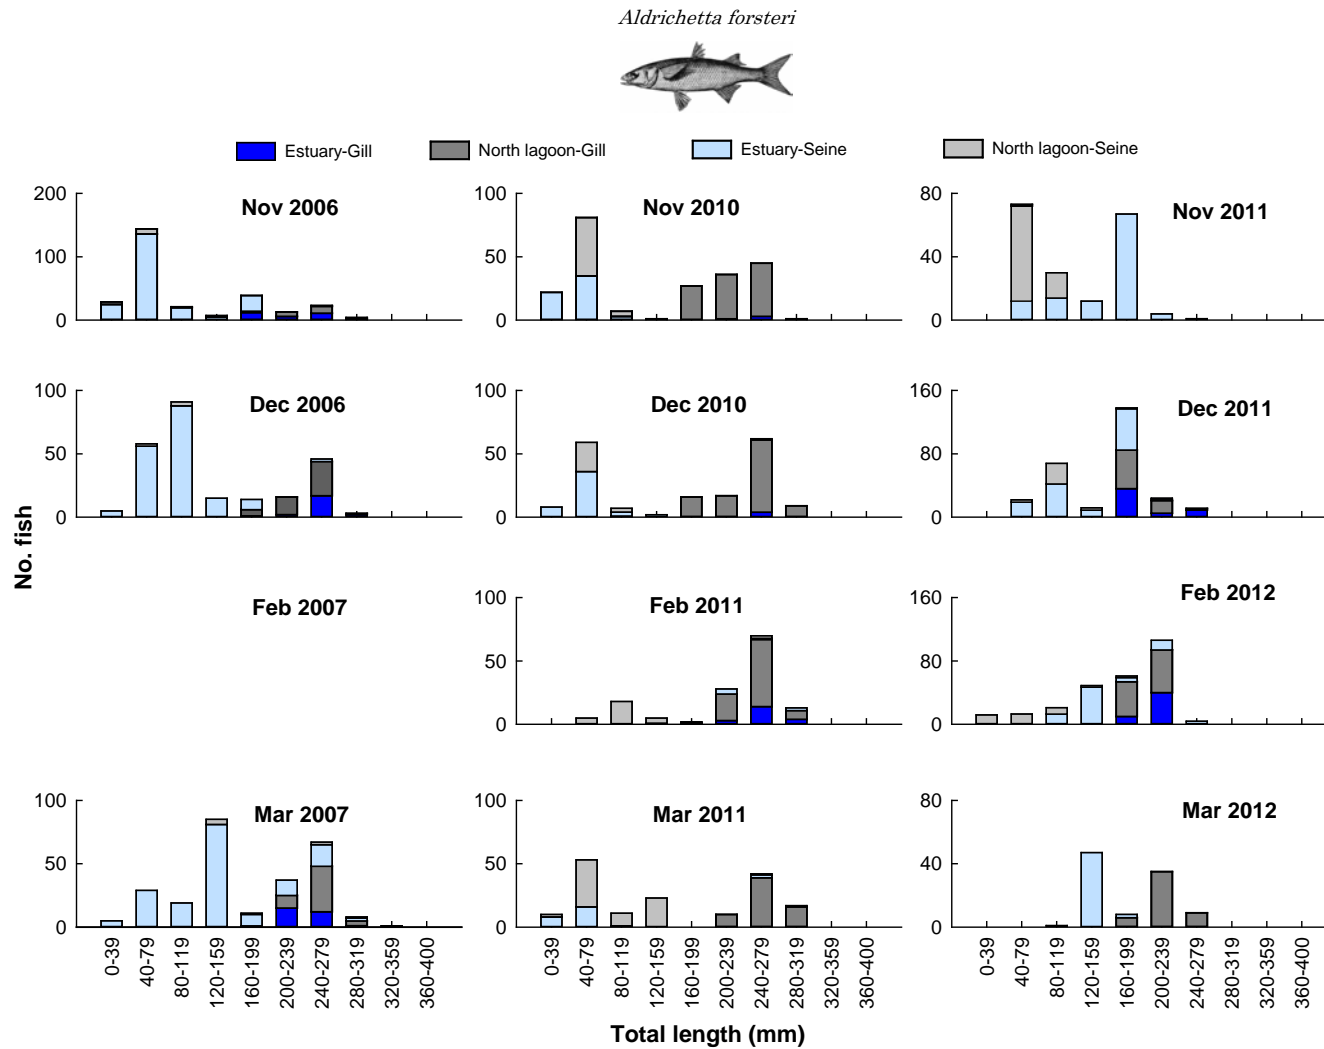 Aldrichetta forsteri
Estuary-Gill North lagoon-Gill Estuary-Seine North lagoon-Seine
200 100 80
Nov 2006 Nov 2010 Nov 2011
100 50 40
0 0 0
100 100 160
Dec 2006 Dec 2010 Dec 2011
50 50 80
0 0 0
No. fish
100 160
Feb 2007 Feb 2011 Feb 2012
50 80
0 0
100 100 80
Mar 2007 Mar 2011 Mar 2012
50 50 40
0 0 0
0-39 40-79 80-119 120-159 160-199 200-239 240-279 280-319 320-359 360-400
0-39 40-79 80-119 120-159 160-199 200-239 240-279 280-319 320-359 360-400
0-39 40-79 80-119 120-159 160-199 200-239 240-279 280-319 320-359 360-400
Total length (mm)